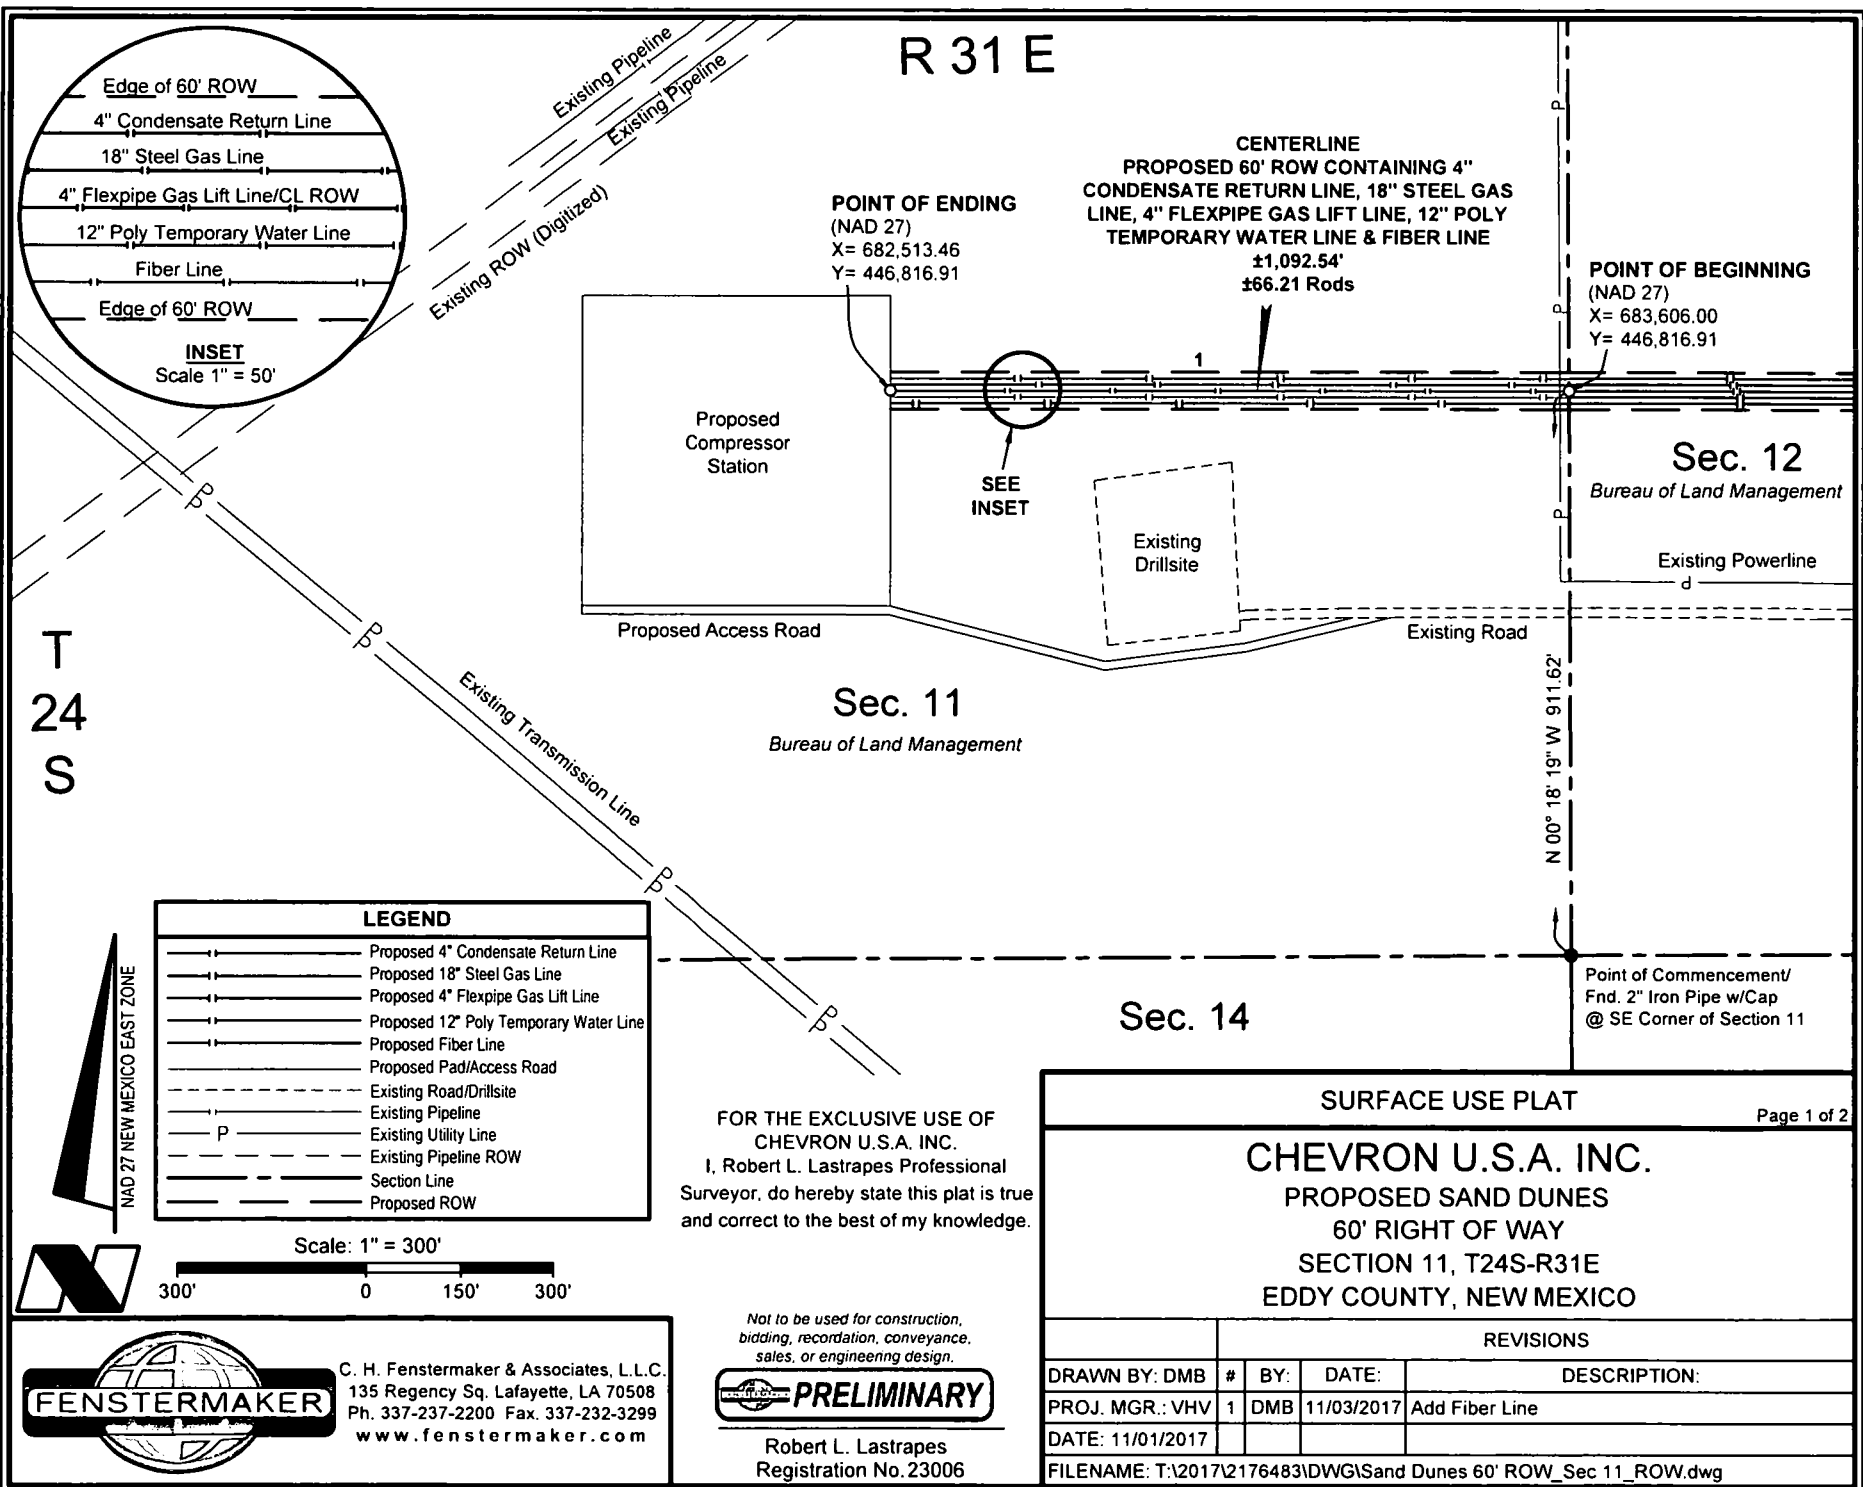 R 31 E
Edge of 60' ROW
4" Condensate Return Line
18" Steel Gas Line
4" Flexpipe Gas Lift Line/CL ROW
12" Poly Temporary Water Line
Fiber Line
Edge of 60' ROW
INSET
Scale 1" = 50'
Existing Pipeline
Existing Pipeline
Existing ROW (Digitized)
POINT OF ENDING
(NAD 27)
X= 682,513.46
Y= 446,816.91
CENTERLINE
PROPOSED 60' ROW CONTAINING 4"
CONDENSATE RETURN LINE, 18" STEEL GAS
LINE, 4" FLEXPIPE GAS LIFT LINE, 12" POLY
TEMPORARY WATER LINE & FIBER LINE
±1,092.54'
±66.21 Rods
POINT OF BEGINNING
(NAD 27)
X= 683,606.00
Y= 446,816.91
1
P
P
P
Proposed
Compressor
Station
SEE
INSET
Existing
Drillsite
Sec. 12
Bureau of Land Management
Existing Powerline
P
Proposed Access Road
Existing Road
T
24
S
P
P
P
P
Existing Transmission Line
Sec. 11
Bureau of Land Management
N 00° 18' 19" W 911.62'
P
P
P
P
Sec. 14
Point of Commencement/
Fnd. 2" Iron Pipe w/Cap
@ SE Corner of Section 11
NAD 27 NEW MEXICO EAST ZONE
LEGEND
Proposed 4" Condensate Return Line
Proposed 18" Steel Gas Line
Proposed 4" Flexpipe Gas Lift Line
Proposed 12" Poly Temporary Water Line
Proposed Fiber Line
Proposed Pad/Access Road
Existing Road/Drillsite
Existing Pipeline
P Existing Utility Line
Existing Pipeline ROW
Section Line
Proposed ROW
Scale: 1" = 300'
300' 0 150' 300'
FOR THE EXCLUSIVE USE OF
CHEVRON U.S.A. INC.
I, Robert L. Lastrapes Professional
Surveyor, do hereby state this plat is true
and correct to the best of my knowledge.
Not to be used for construction,
bidding, recordation, conveyance,
sales, or engineering design.
PRELIMINARY
Robert L. Lastrapes
Registration No. 23006
FENSTERMAKER
C. H. Fenstermaker & Associates, L.L.C.
135 Regency Sq. Lafayette, LA 70508
Ph. 337-237-2200 Fax. 337-232-3299
www.fenstermaker.com
SURFACE USE PLAT
Page 1 of 2
CHEVRON U.S.A. INC.
PROPOSED SAND DUNES
60' RIGHT OF WAY
SECTION 11, T24S-R31E
EDDY COUNTY, NEW MEXICO
REVISIONS
DRAWN BY: DMB # BY: DATE: DESCRIPTION:
PROJ. MGR.: VHV 1 DMB 11/03/2017 Add Fiber Line
DATE: 11/01/2017
FILENAME: T:\2017\2176483\DWG\Sand Dunes 60' ROW_Sec 11_ROW.dwg